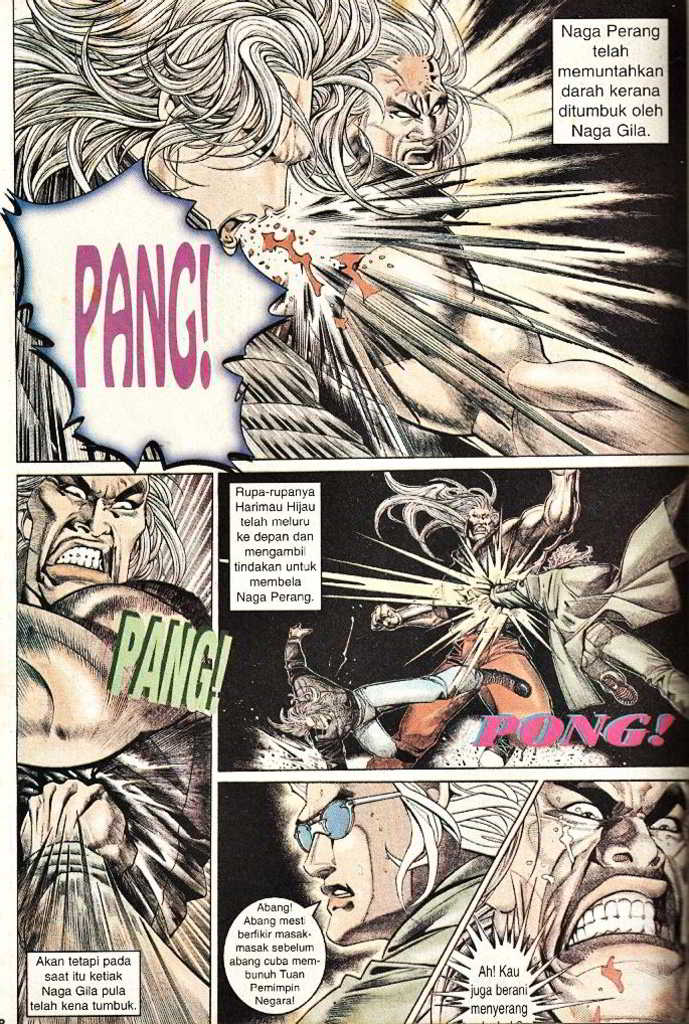 Naga Perang
telah
memuntahkan
darah kerana
ditumbuk oleh
Naga Gila.
PANG!
PANG!
Akan tetapi pada
saat itu ketiak
Naga Gila pula
telah kena tumbuk.
Rupa-rupanya
Harimau Hijau
telah meluru
ke depan dan
mengambil
tindakan untuk
membela
Naga Perang.
PONG!
Abang!
Abang mesti
berfikir masak-
masak sebelum
abang cuba mem-
bunuh Tuan
Pemimpin
Negara!
Ah! Kau
juga berani
menyerang